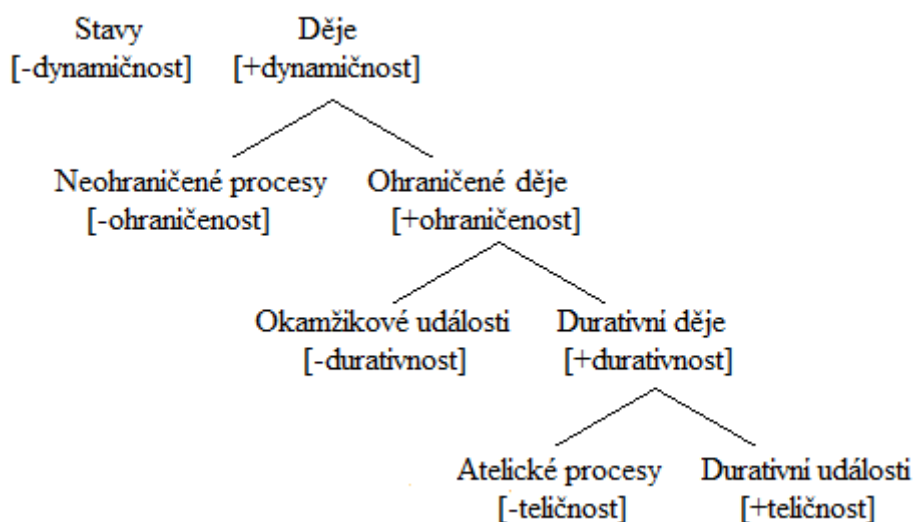 Stavy Děje
[-dynamičnost] [+dynamičnost]
Neohraničené procesy Ohraničené děje
[-ohraničenost] [+ohraničenost]
Okamžikové události Durativní děje
[-durativnost] [+durativnost]
Atelické procesy Durativní události
[-teličnost] [+teličnost]